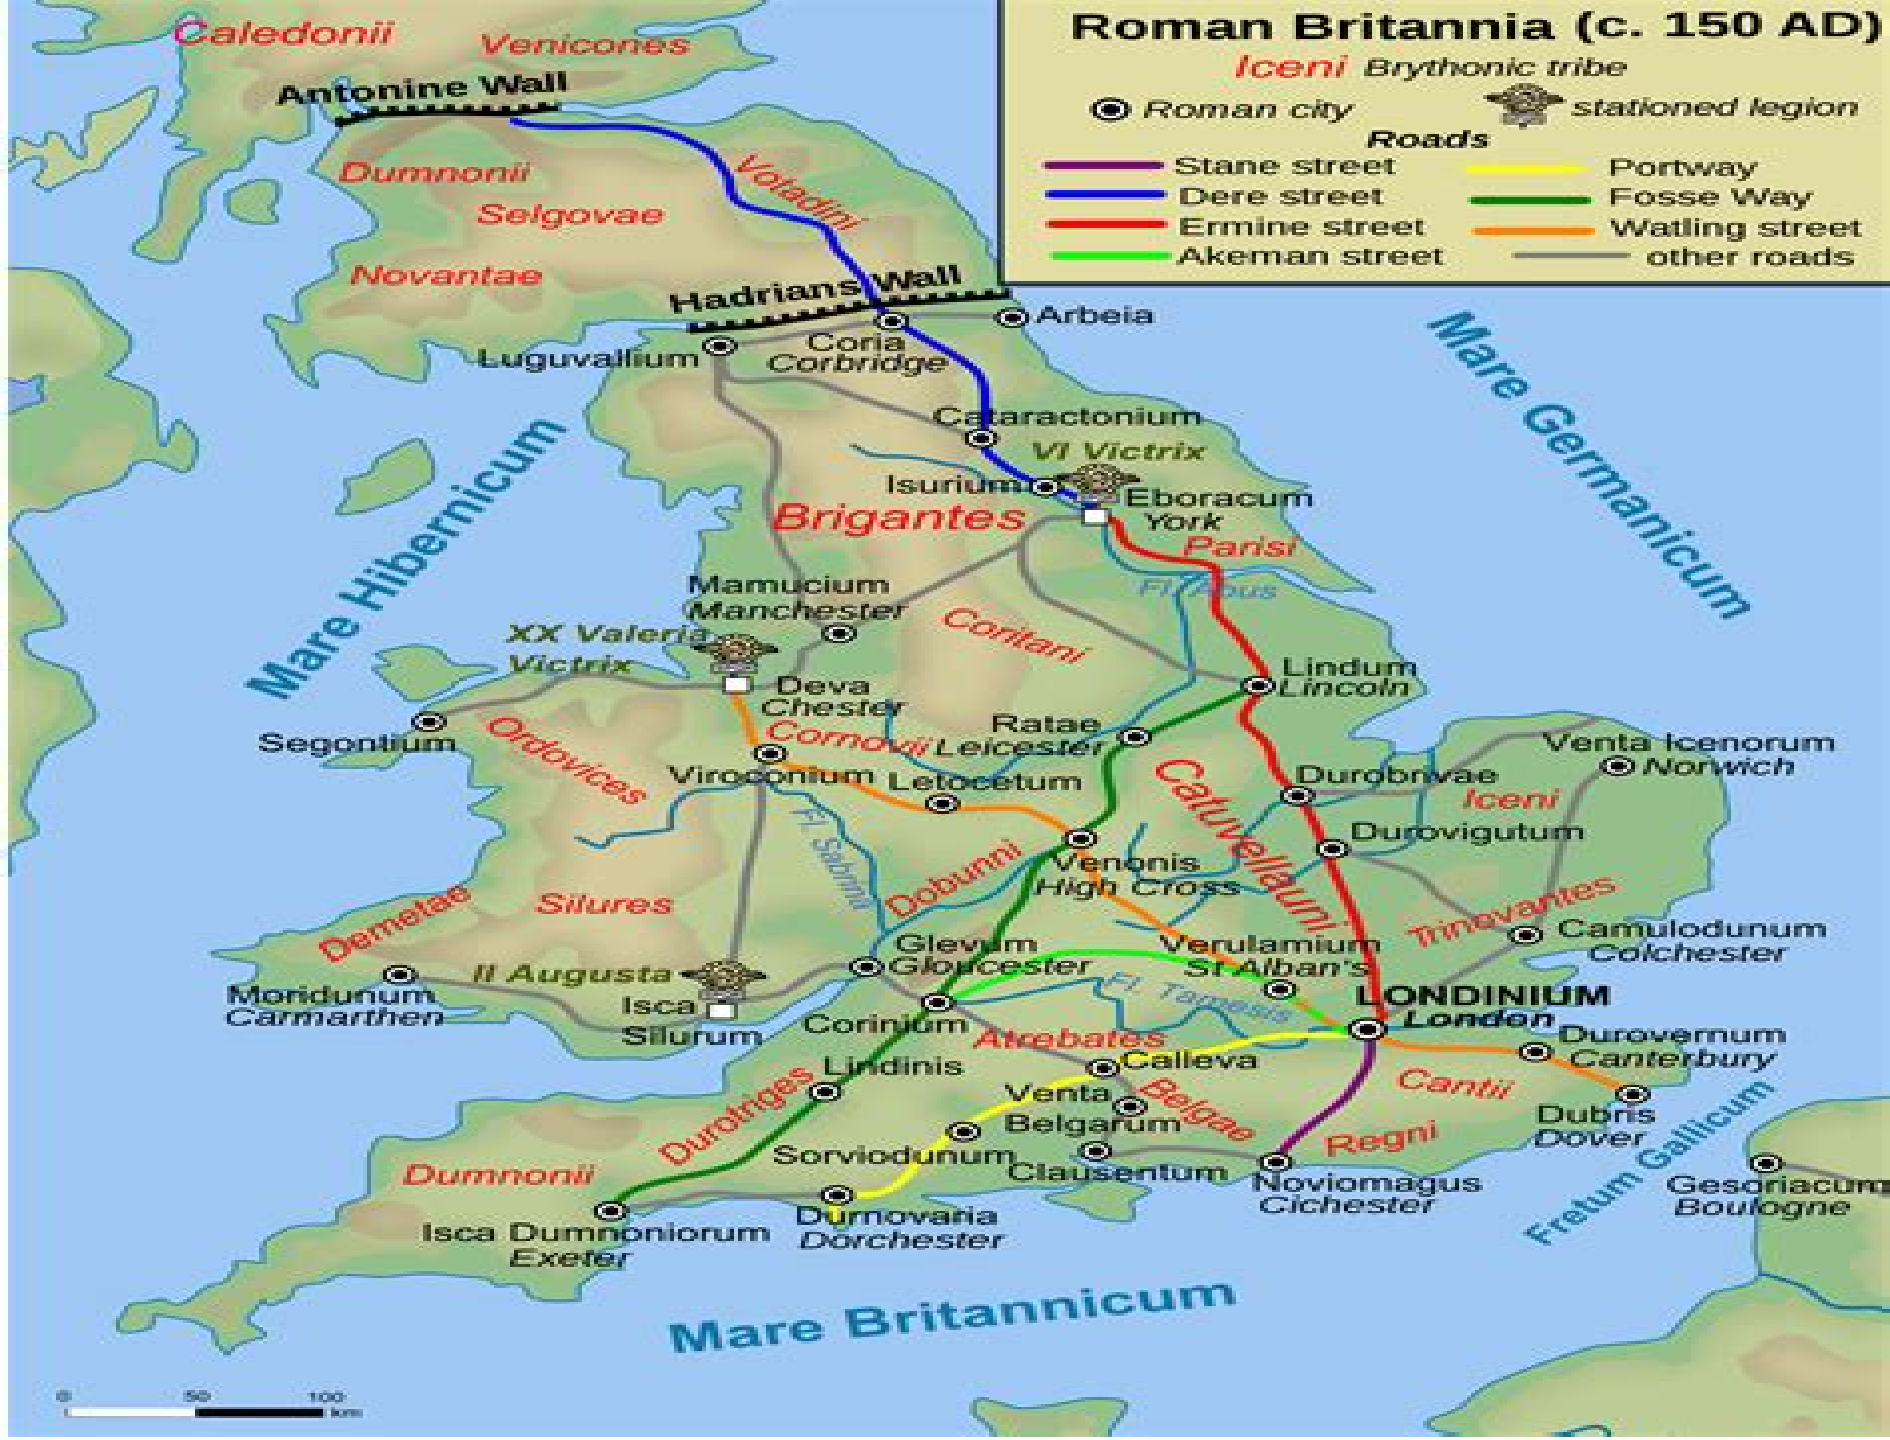 Roman Britannia (c. 150 AD)
Iceni Brythonic tribe
Roman city
stationed legion
Roads
Stane street
Portway
Dere street
Fosse Way
Ermine street
Watling street
Akeman street
other roads
Caledonii
Venicones
Antonine Wall
Dumnonii
Votadini
Selgovae
Novantae
Hadrians Wall
Arbeia
Coria
Corbridge
Luguvallium
Mare Germanicum
Mare Hibernicum
Cataractonium
VI Victrix
Isurium
Eboracum
York
Brigantes
Parisi
Fl. Abus
Mamucium
Manchester
Coritani
XX Valeria
Victrix
Deva
Chester
Lindum
Lincoln
Segontium
Ordovices
Cornovii
Ratae
Leicester
Viroconium
Letocetum
Venta Icenorum
Norwich
Durobrivae
Iceni
Catuvellauni
Durovigutum
Fl. Sabrina
Dobunni
Venonis
High Cross
Demetae
Silures
Trinovantes
Camulodunum
Colchester
Glevum
Gloucester
Verulamium
St Alban's
II Augusta
Moridunum
Carmarthen
Isca
Silurum
Fl. Tamesis
LONDINIUM
London
Corinium
Atrebates
Durovernum
Canterbury
Calleva
Lindinis
Cantii
Durotriges
Venta
Belgarum
Belgae
Dubris
Dover
Regni
Sorviodunum
Clausentum
Dumnonii
Noviomagus
Cichester
Fretum Gallicum
Gesoriacum
Boulogne
Isca Dumnoniorum
Exeter
Durnovaria
Dorchester
Mare Britannicum
0 50 100
km